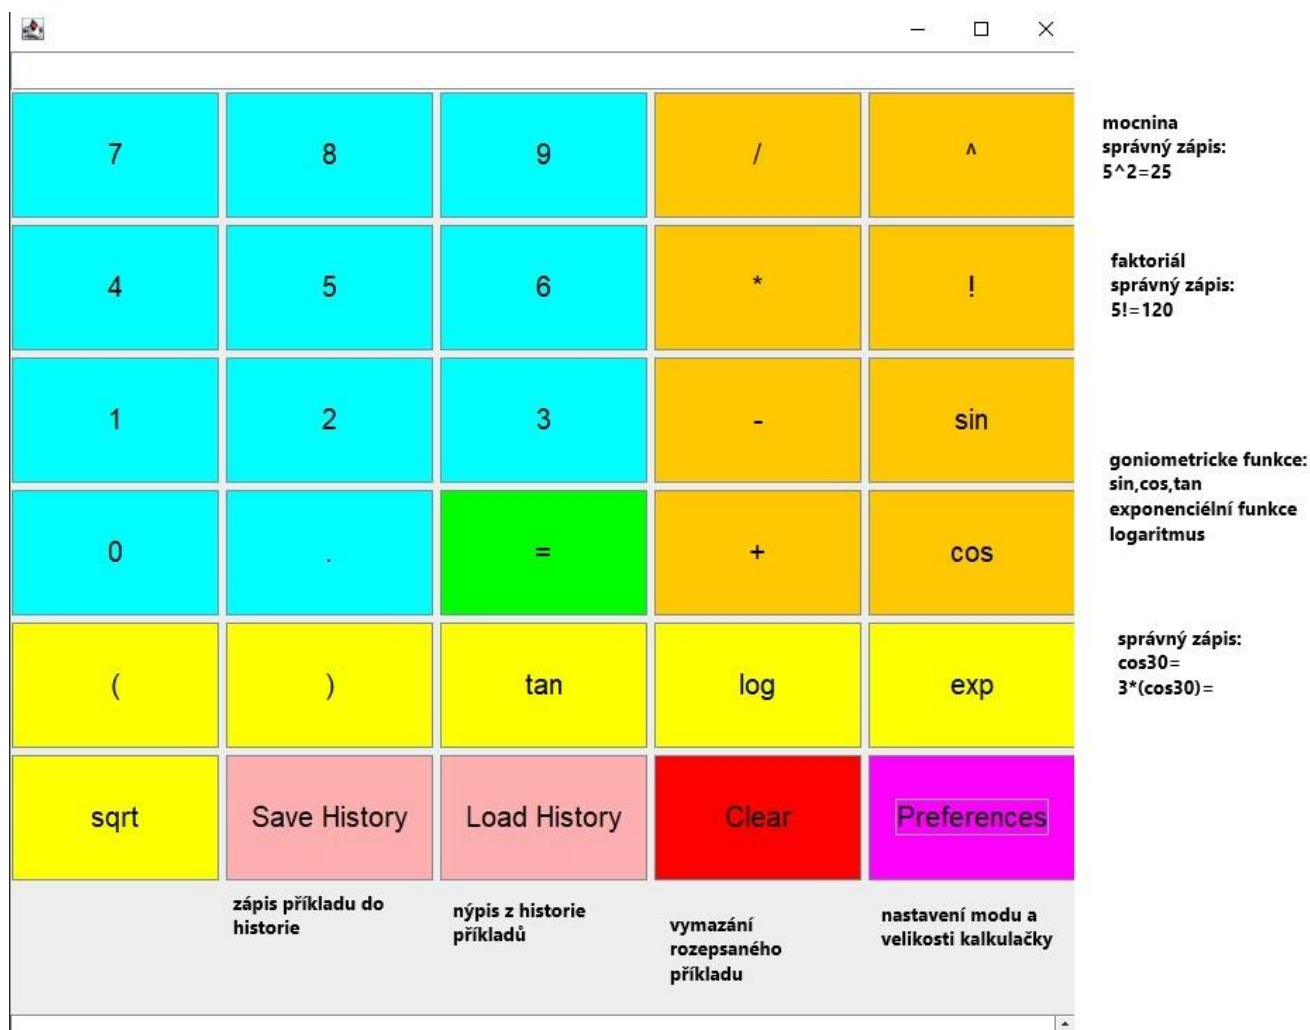 7 8 9 / ^
mocnina
správný zápis:
5^2=25
4 5 6 * !
faktoriál
správný zápis:
5!=120
1 2 3 - sin
goniometricke funkce:
sin,cos,tan
exponenciélní funkce
logaritmus
0 . = + cos
( ) tan log exp
správný zápis:
cos30=
3*(cos30)=
sqrt Save History Load History Clear Preferences
zápis příkladu do
historie
nýpis z historie
příkladů
vymazání
rozepsaného
příkladu
nastavení modu a
velikosti kalkulačky